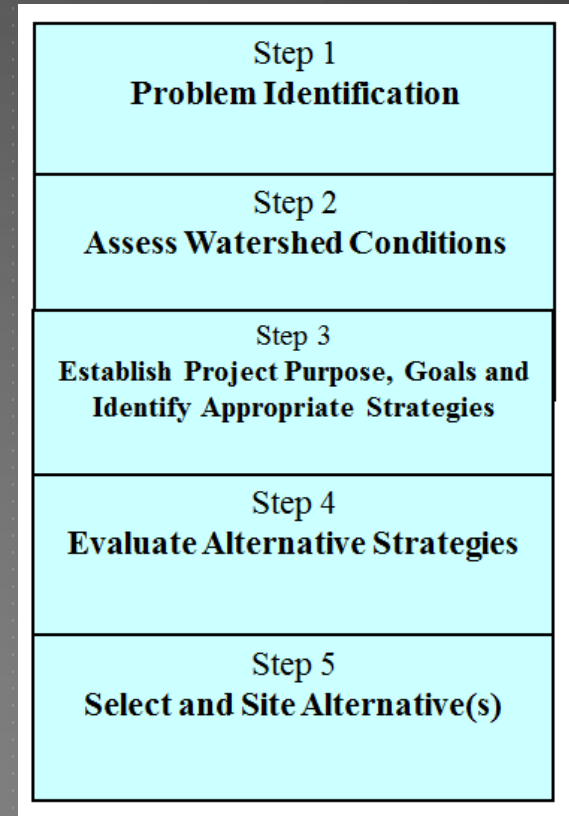 Step 1
Problem Identification
Step 2
Assess Watershed Conditions
Step 3
Establish Project Purpose, Goals and
Identify Appropriate Strategies
Step 4
Evaluate Alternative Strategies
Step 5
Select and Site Alternative(s)